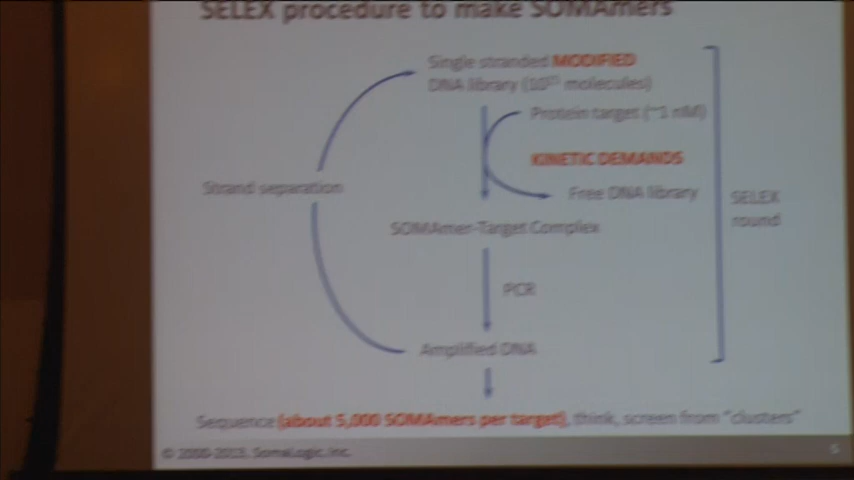 SELEX procedure to make SOMAmers
Single stranded MODIFIED
DNA library (10¹⁵ molecules)
Protein target (~1 nM)
KINETIC DEMANDS
Free DNA library
Strand separation
SELEX
round
SOMAmer-Target Complex
PCR
Amplified DNA
Sequence (about 5,000 SOMAmers per target), think, screen from "clusters"
© 2000-2013, SomaLogic, Inc.